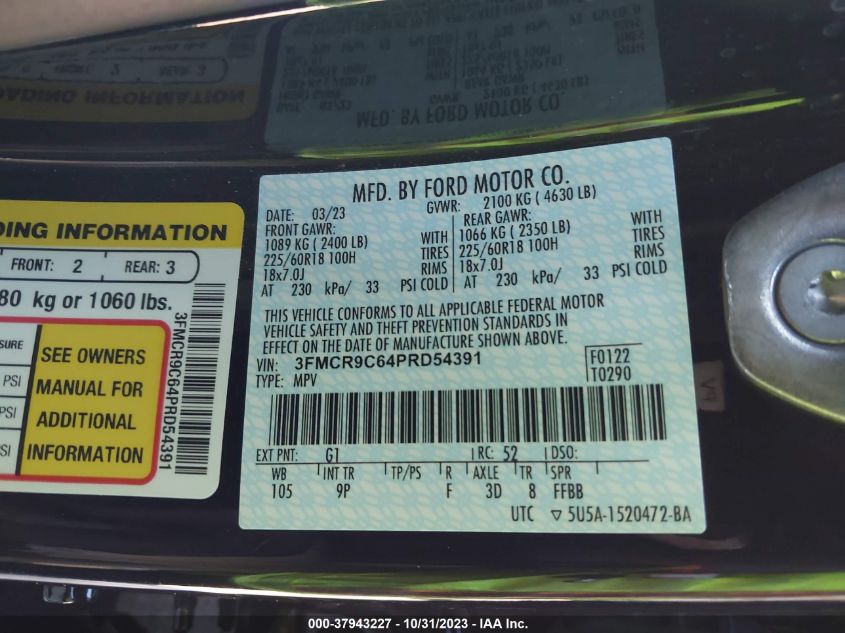 MFD. BY FORD MOTOR CO.
DATE: 03/23 GVWR: 2100 KG ( 4630 LB)
FRONT GAWR: REAR GAWR:
1089 KG ( 2400 LB) WITH 1066 KG ( 2350 LB) WITH
225/60R18 100H TIRES 225/60R18 100H TIRES
18x7.0J RIMS 18x7.0J RIMS
AT 230 kPa/ 33 PSI COLD AT 230 kPa/ 33 PSI COLD
THIS VEHICLE CONFORMS TO ALL APPLICABLE FEDERAL MOTOR
VEHICLE SAFETY AND THEFT PREVENTION STANDARDS IN
EFFECT ON THE DATE OF MANUFACTURE SHOWN ABOVE.
VIN: 3FMCR9C64PRD54391 F0122
TYPE: MPV T0290
EXT PNT: G1 RC: 52 DSO:
WB INT TR TP/PS R AXLE TR SPR
105 9P F 3D 8 FFBB
UTC ▽ 5U5A-1520472-BA
DING INFORMATION
FRONT: 2 REAR: 3
80 kg or 1060 lbs.
SURE
PSI
PSI
SI
SEE OWNERS
MANUAL FOR
ADDITIONAL
INFORMATION
3FMCR9C64PRD54391
000-37943227 - 10/31/2023 - IAA Inc.